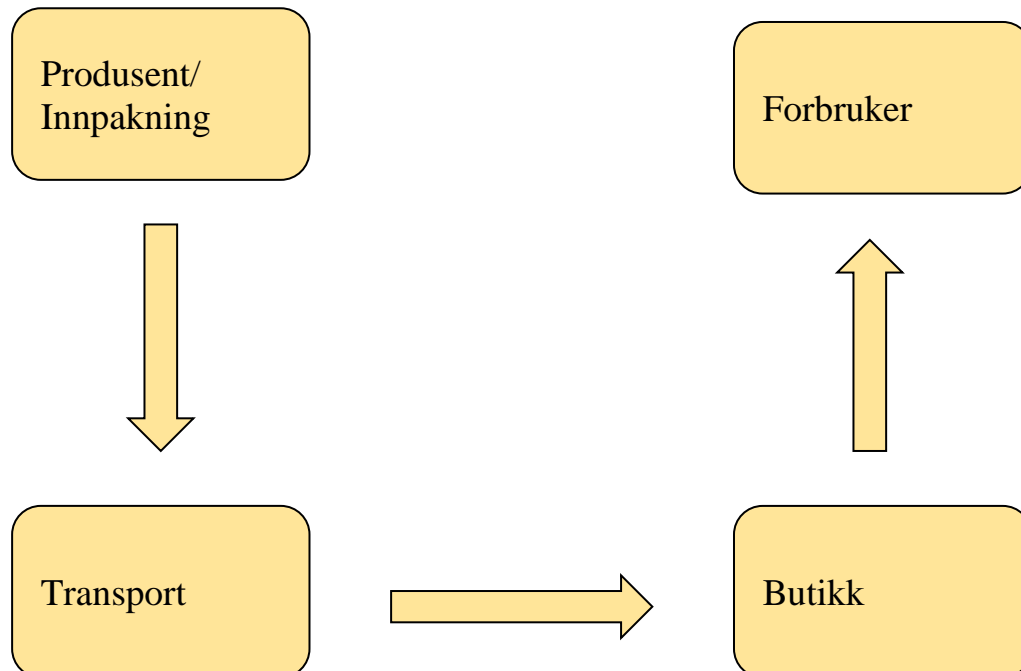 Produsent/
Innpakning
Forbruker
Transport
Butikk